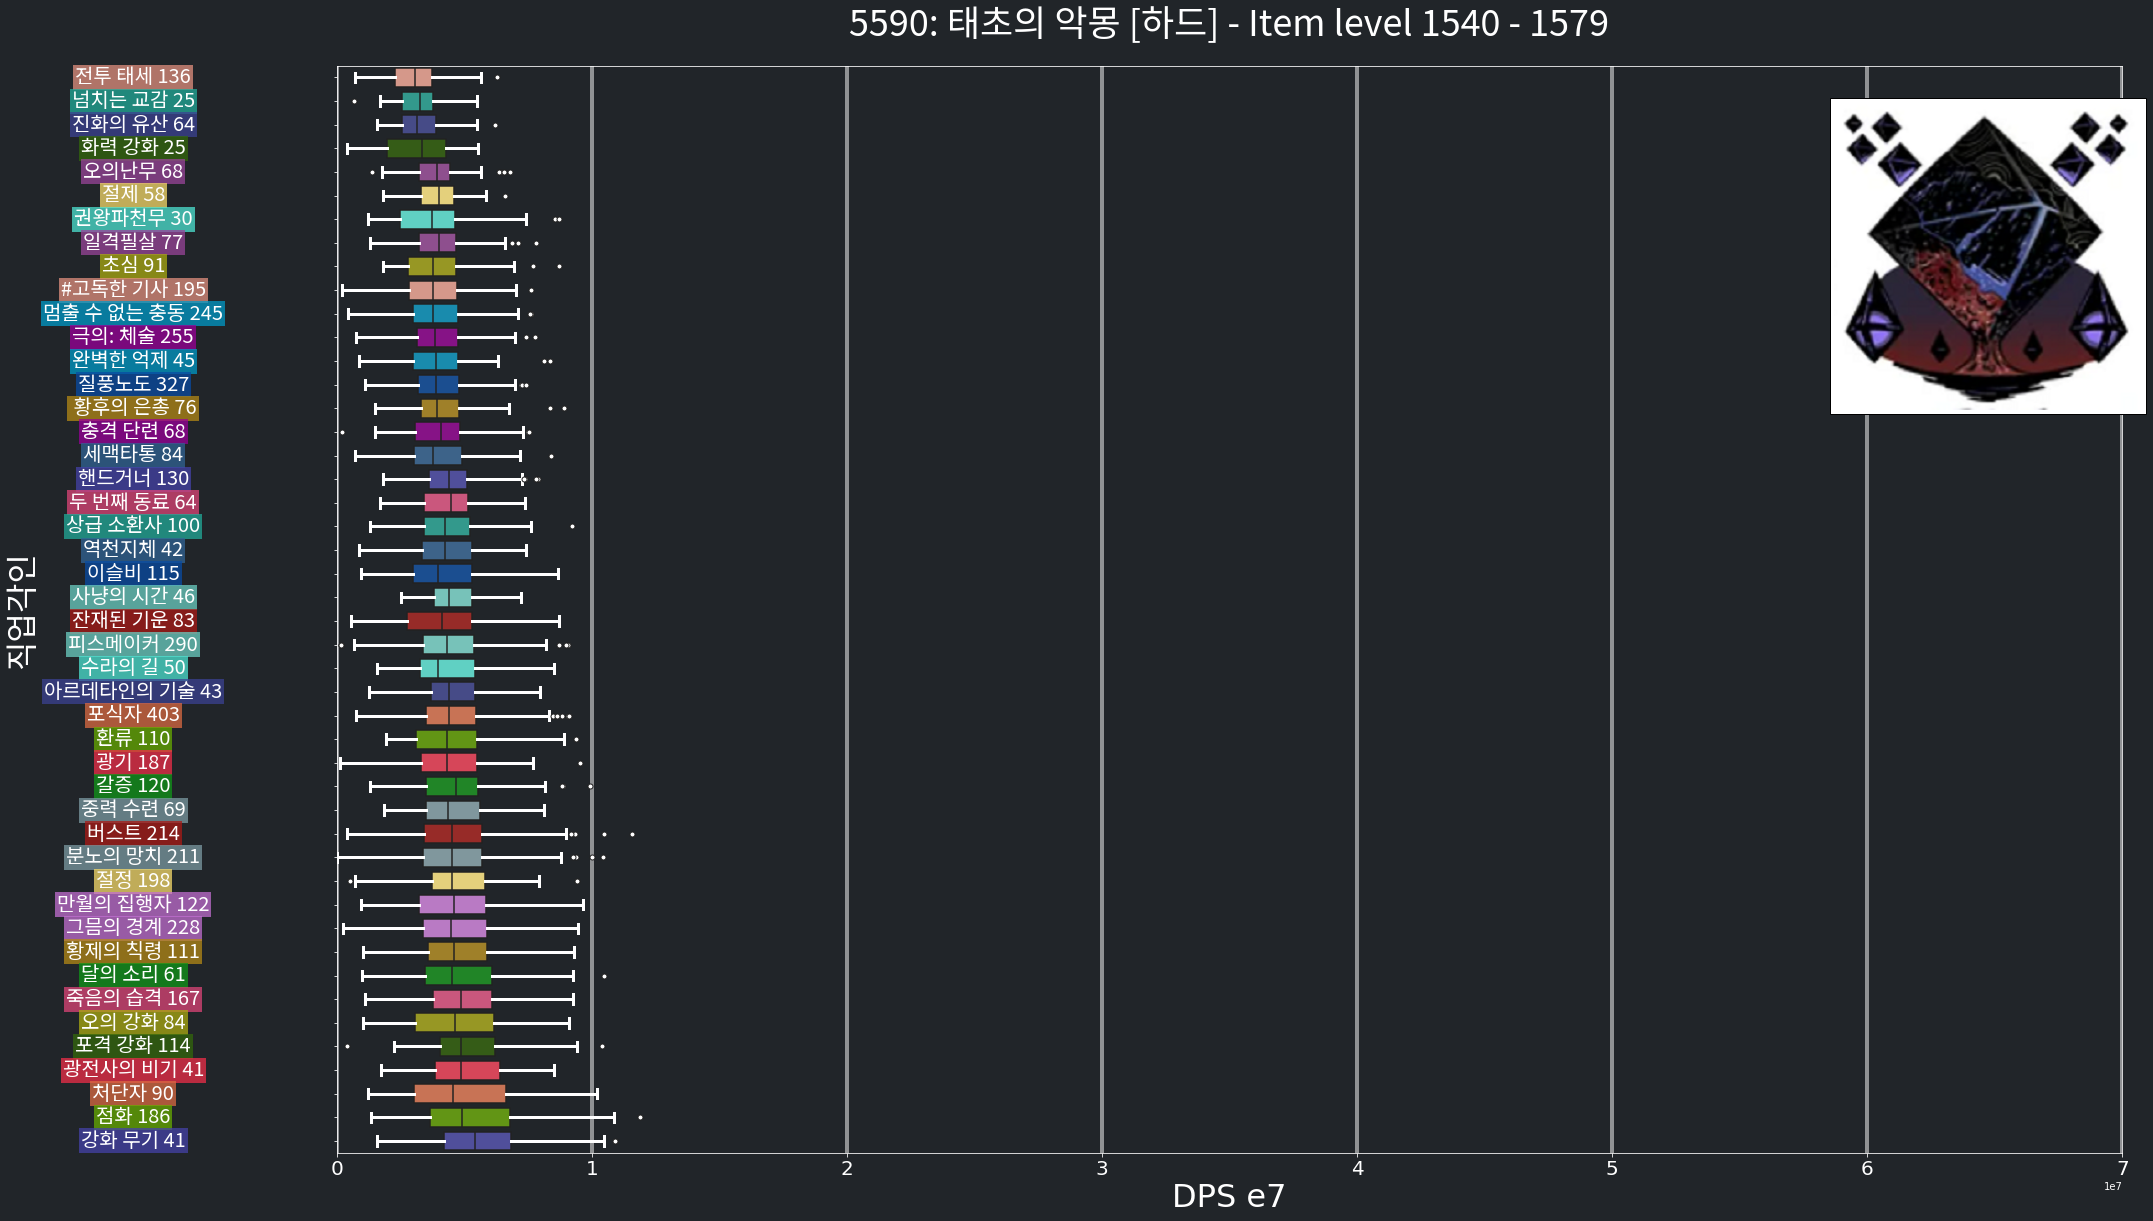 5590: 태초의 악몽 [하드] - Item level 1540 - 1579
전투 태세 136
넘치는 교감 25
진화의 유산 64
화력 강화 25
오의난무 68
절제 58
권왕파천무 30
일격필살 77
초심 91
#고독한 기사 195
멈출 수 없는 충동 245
극의: 체술 255
완벽한 억제 45
질풍노도 327
황후의 은총 76
충격 단련 68
세맥타통 84
핸드거너 130
두 번째 동료 64
상급 소환사 100
역천지체 42
이슬비 115
사냥의 시간 46
잔재된 기운 83
피스메이커 290
수라의 길 50
아르데타인의 기술 43
포식자 403
환류 110
광기 187
갈증 120
중력 수련 69
버스트 214
분노의 망치 211
절정 198
만월의 집행자 122
그믐의 경계 228
황제의 칙령 111
달의 소리 61
죽음의 습격 167
오의 강화 84
포격 강화 114
광전사의 비기 41
처단자 90
점화 186
강화 무기 41
직업각인
0 1 2 3 4 5 6 7
1e7
DPS e7